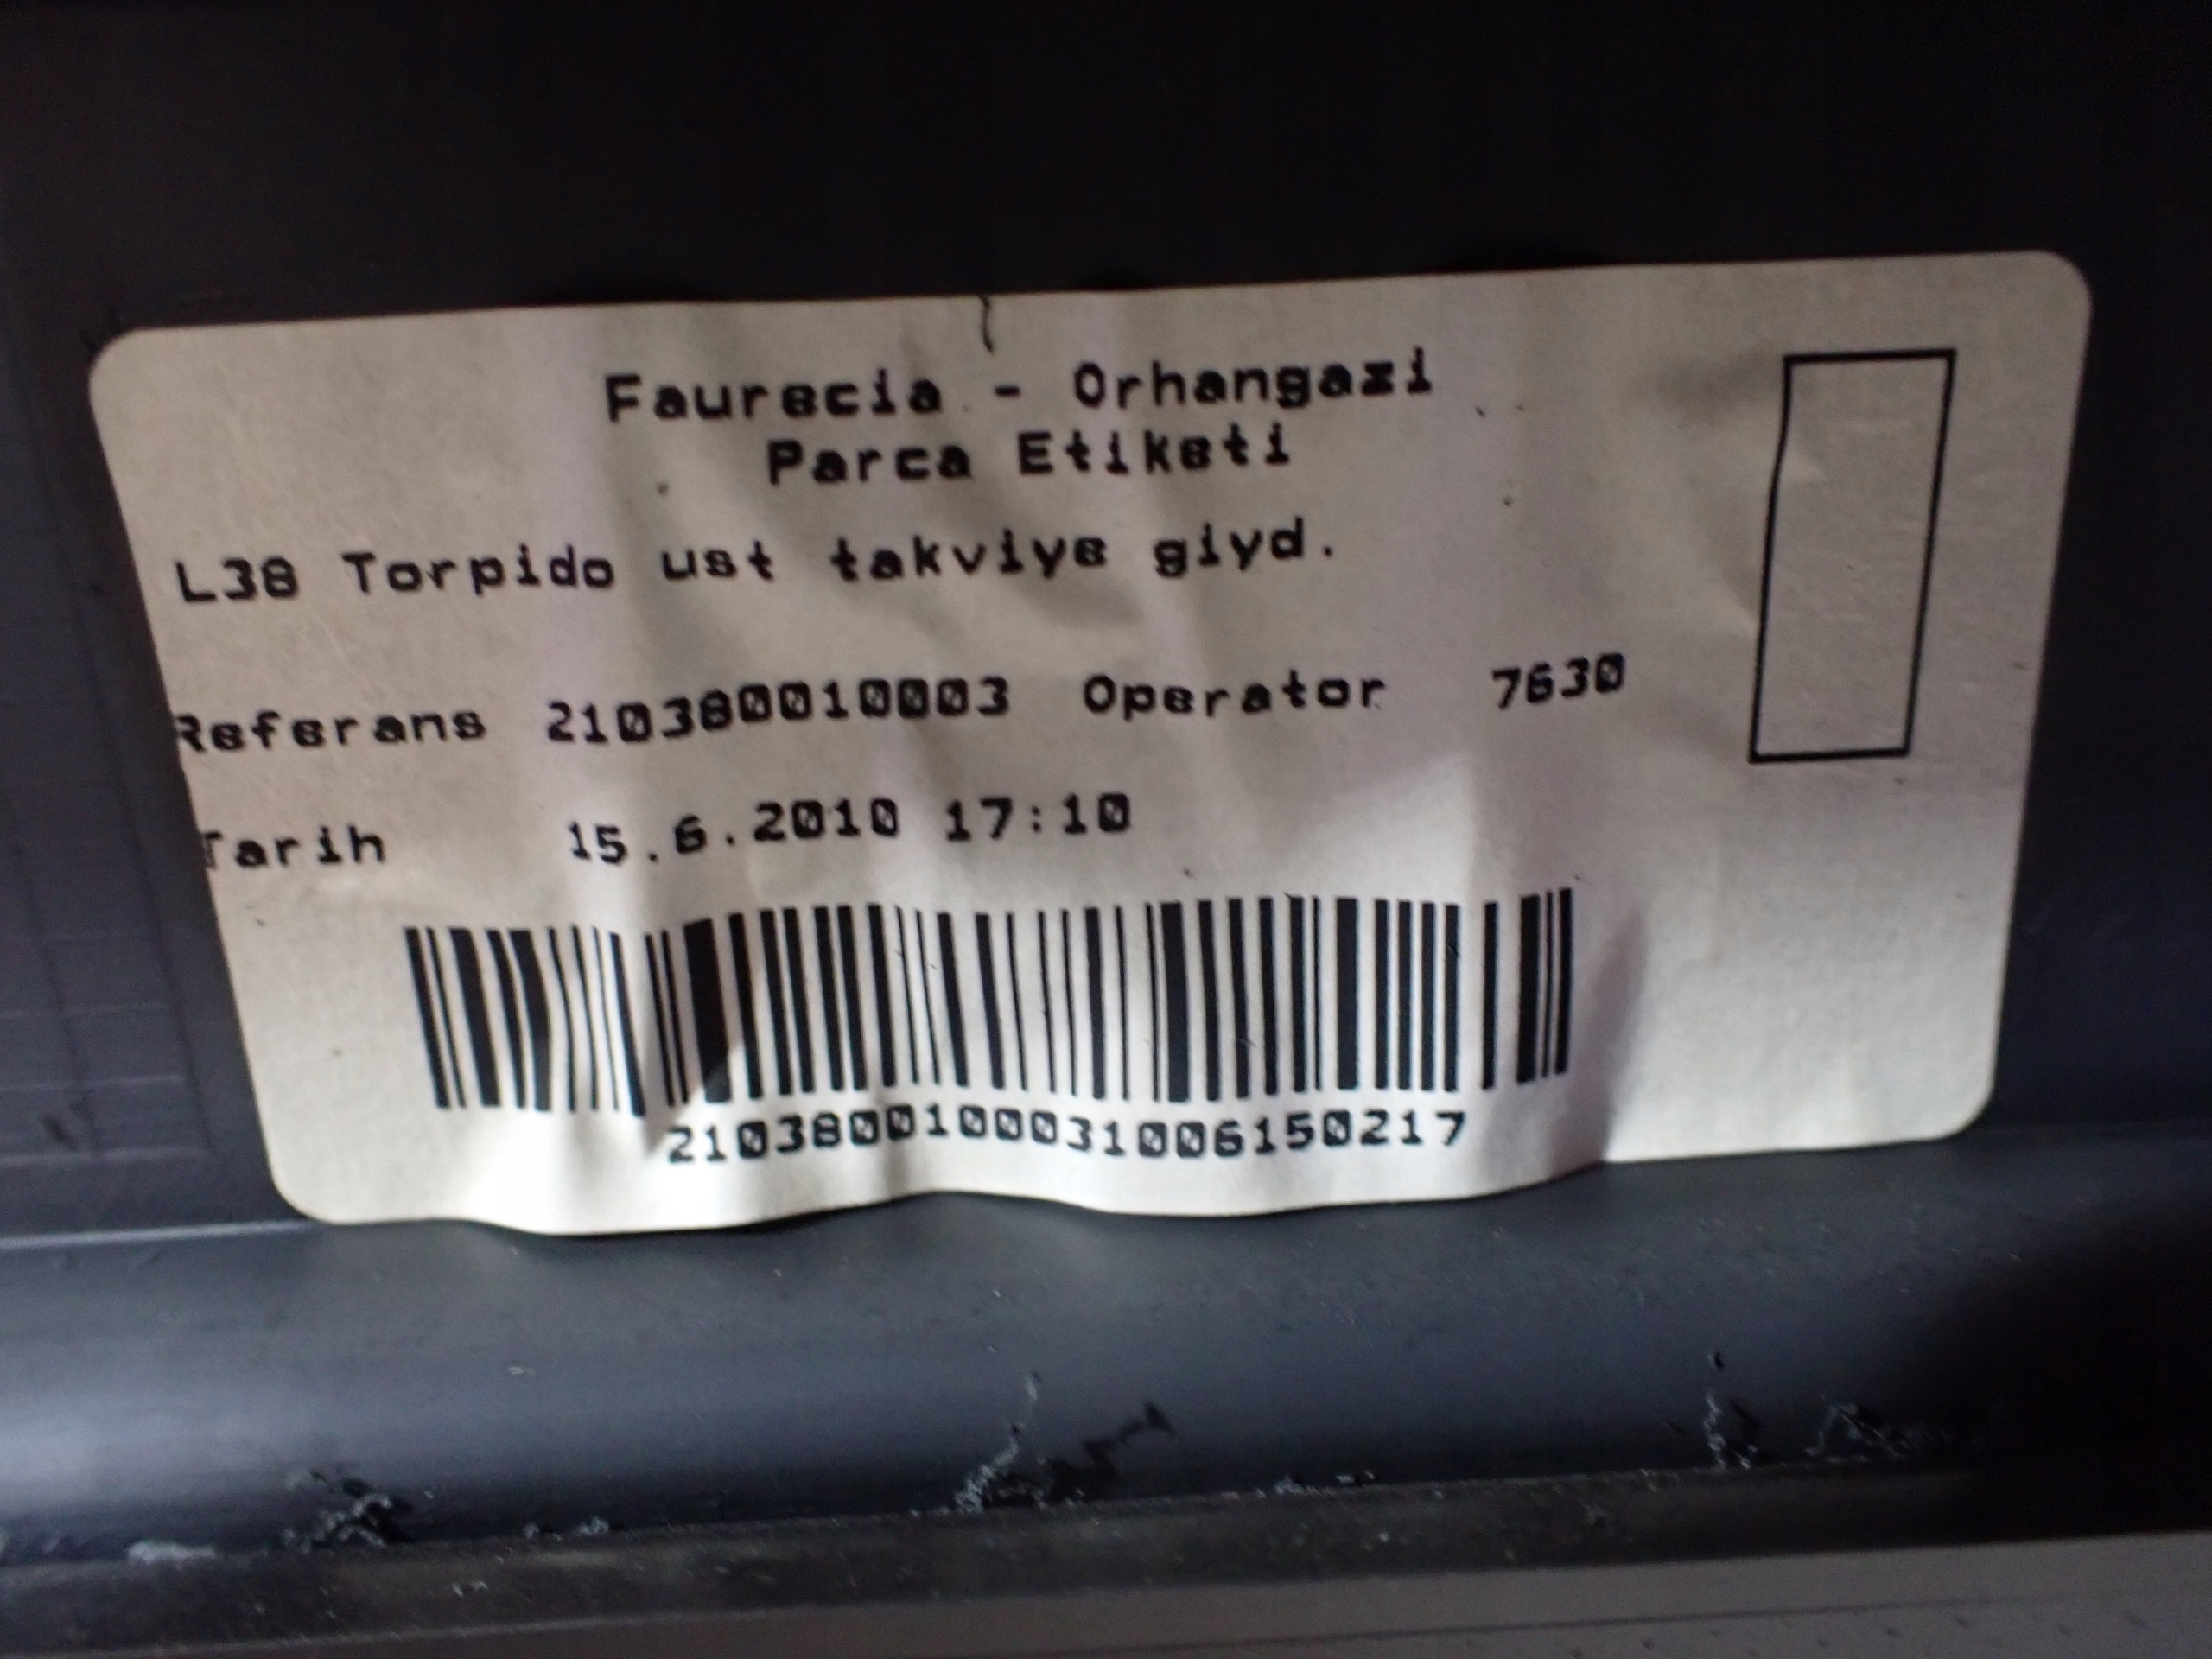 Faurecia - Orhangazi
Parca Etiketi
L38 Torpido ust takviye giyd.
Referans 210380010003 Operator 7630
Tarih 15.6.2010 17:10
2103800100031006150217